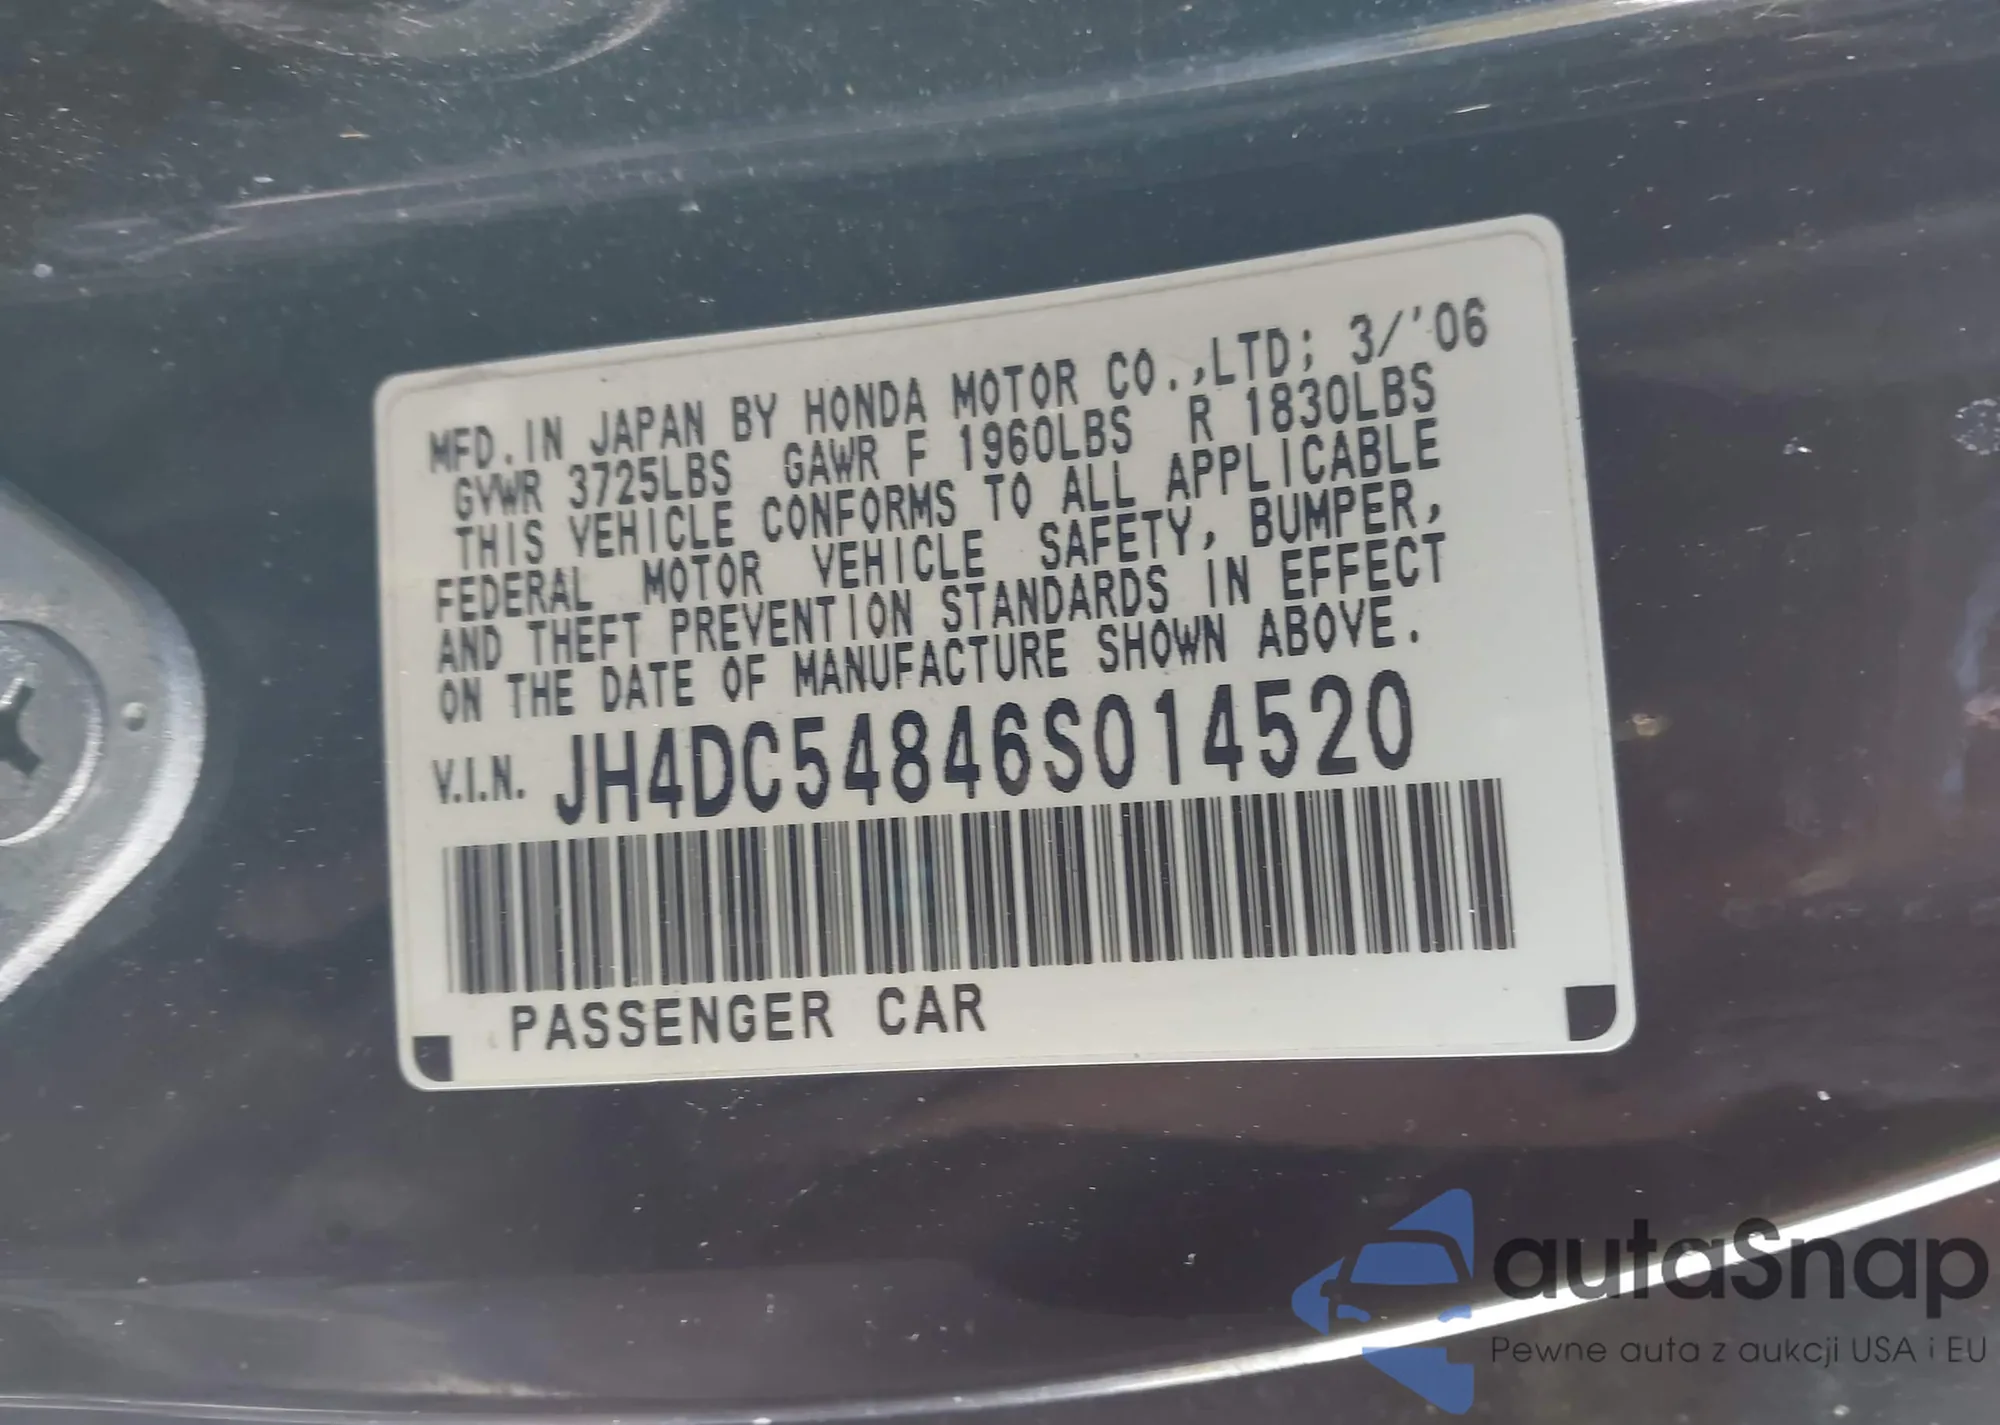 MFD. IN JAPAN BY HONDA MOTOR CO.,LTD; 3/'06
GVWR 3725LBS GAWR F 1960LBS R 1830LBS
THIS VEHICLE CONFORMS TO ALL APPLICABLE
FEDERAL MOTOR VEHICLE SAFETY, BUMPER,
AND THEFT PREVENTION STANDARDS IN EFFECT
ON THE DATE OF MANUFACTURE SHOWN ABOVE.
V.I.N. JH4DC54846S014520
PASSENGER CAR
autaSnap
Pewne auta z aukcji USA i EU